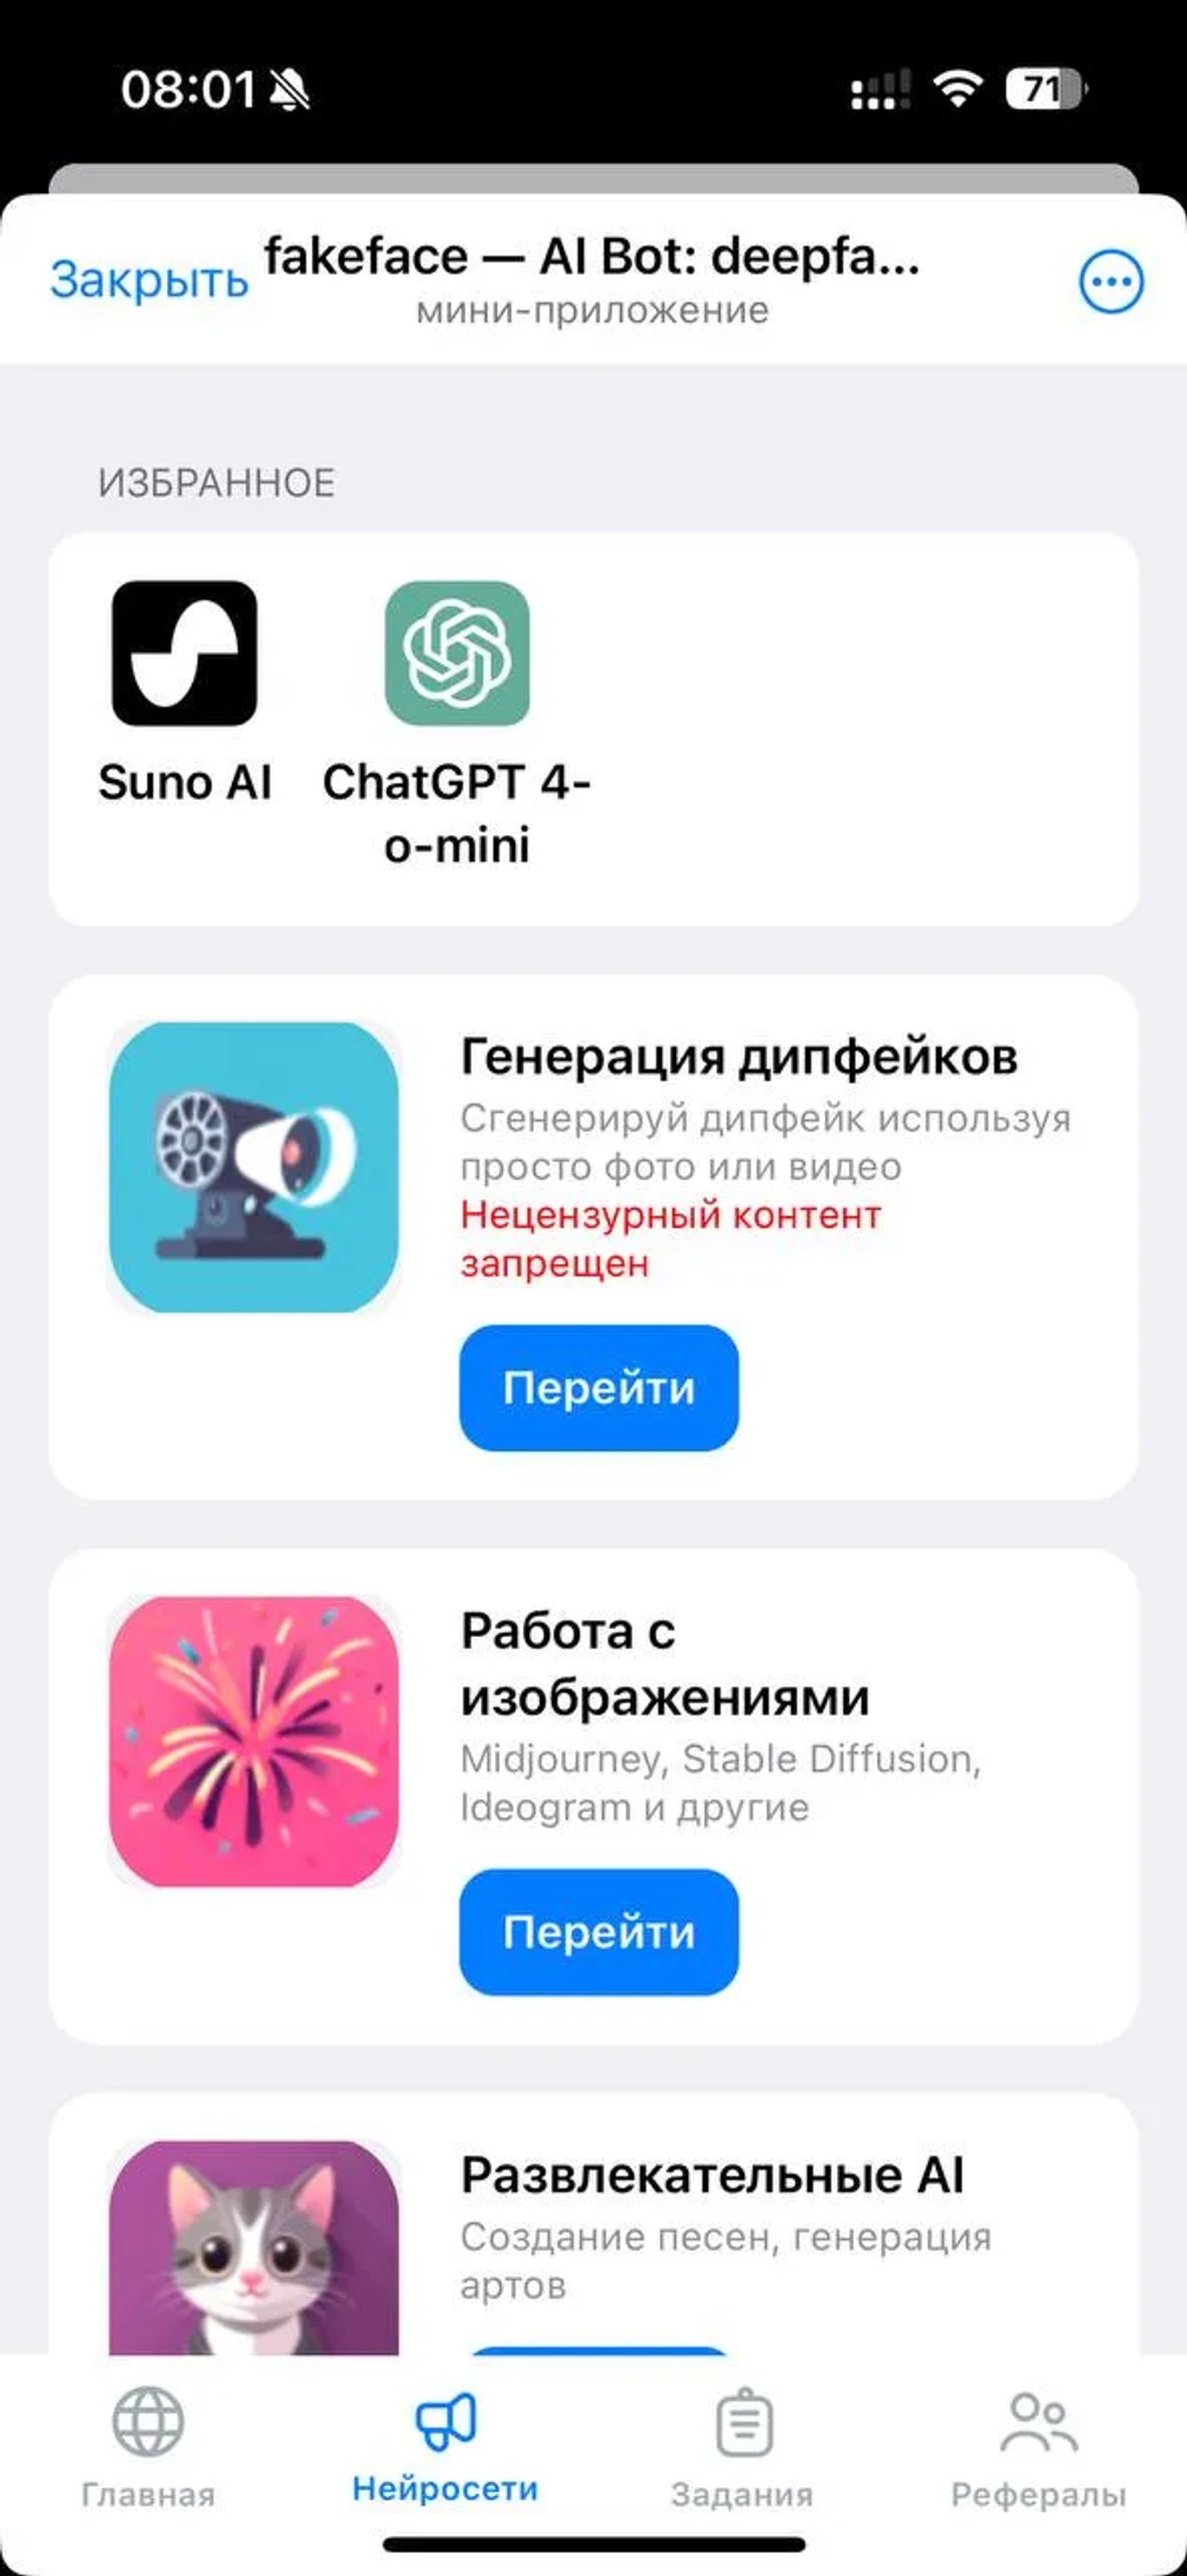 08:01
71
Закрыть
fakeface — AI Bot: deepfa...
мини-приложение
ИЗБРАННОЕ
Suno AI
ChatGPT 4-
o-mini
Генерация дипфейков
Сгенерируй дипфейк используя
просто фото или видео
Нецензурный контент
запрещен
Перейти
Работа с
изображениями
Midjourney, Stable Diffusion,
Ideogram и другие
Перейти
Развлекательные AI
Создание песен, генерация
артов
Главная
Нейросети
Задания
Рефералы